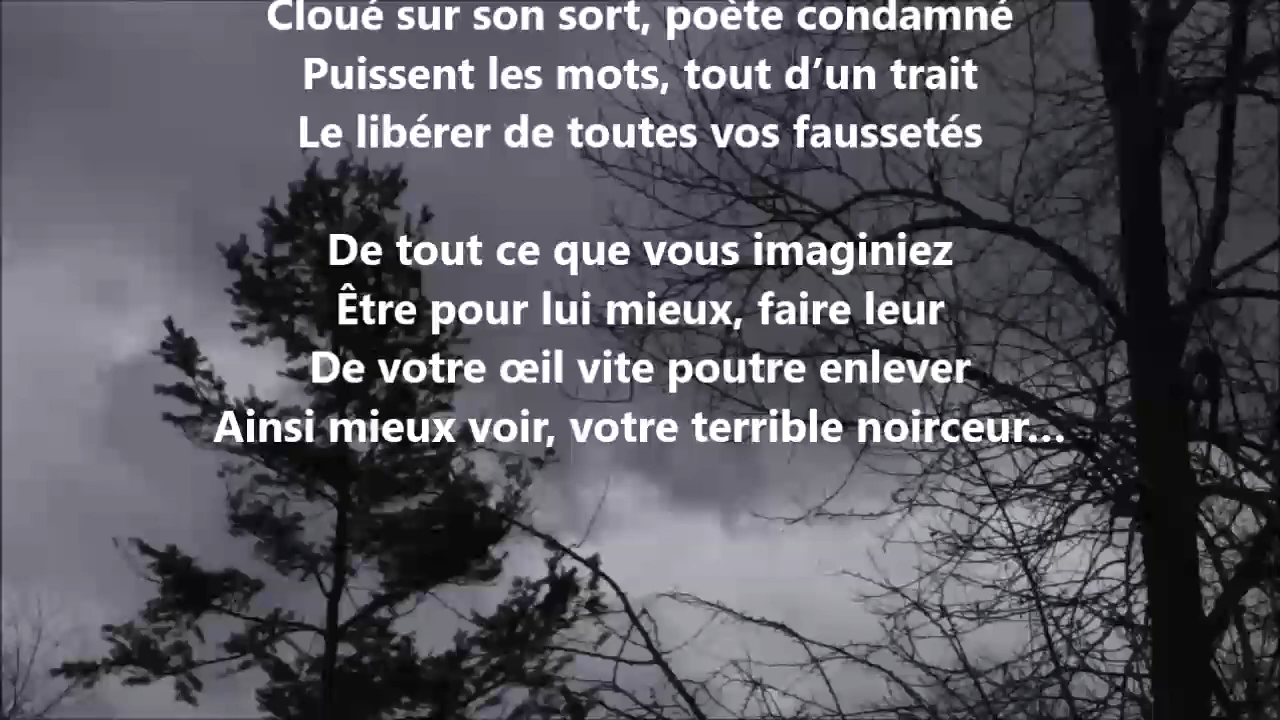 Cloué sur son sort, poète condamné
Puissent les mots, tout d’un trait
Le libérer de toutes vos faussetés
De tout ce que vous imaginiez
Être pour lui mieux, faire leur
De votre œil vite poutre enlever
Ainsi mieux voir, votre terrible noirceur...